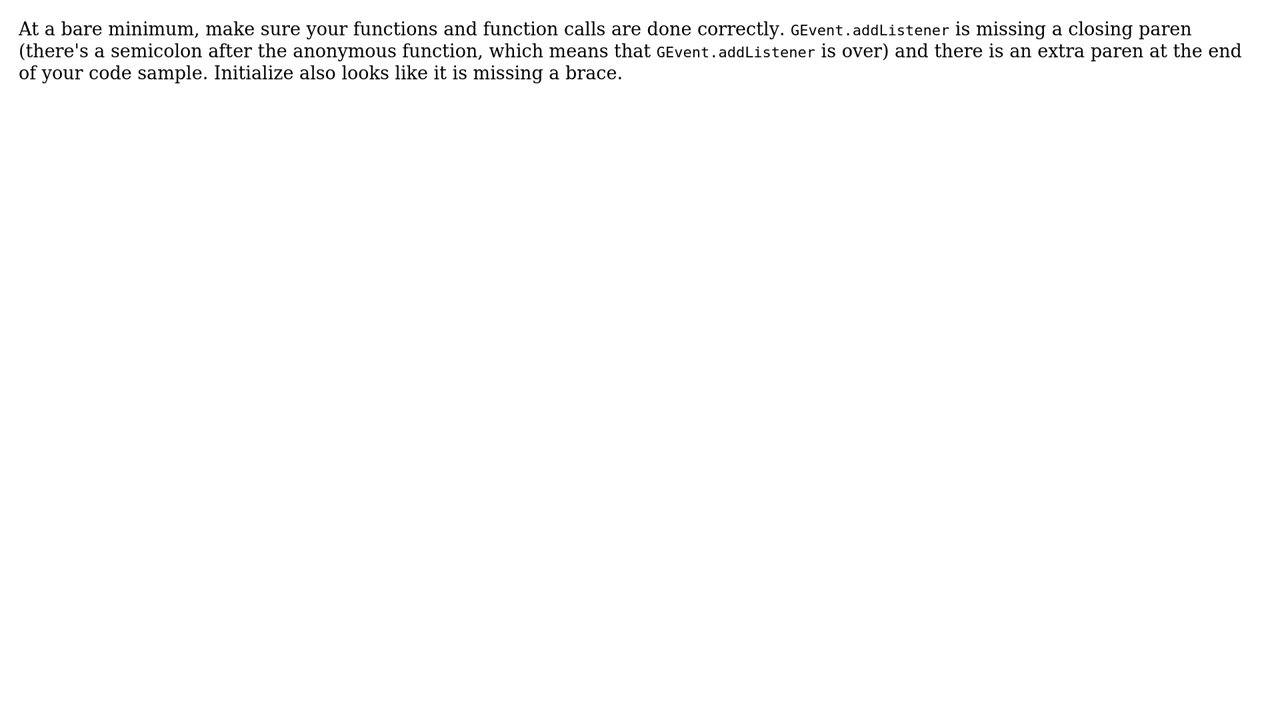 At a bare minimum, make sure your functions and function calls are done correctly. GEvent.addListener is missing a closing paren
(there's a semicolon after the anonymous function, which means that GEvent.addListener is over) and there is an extra paren at the end
of your code sample. Initialize also looks like it is missing a brace.